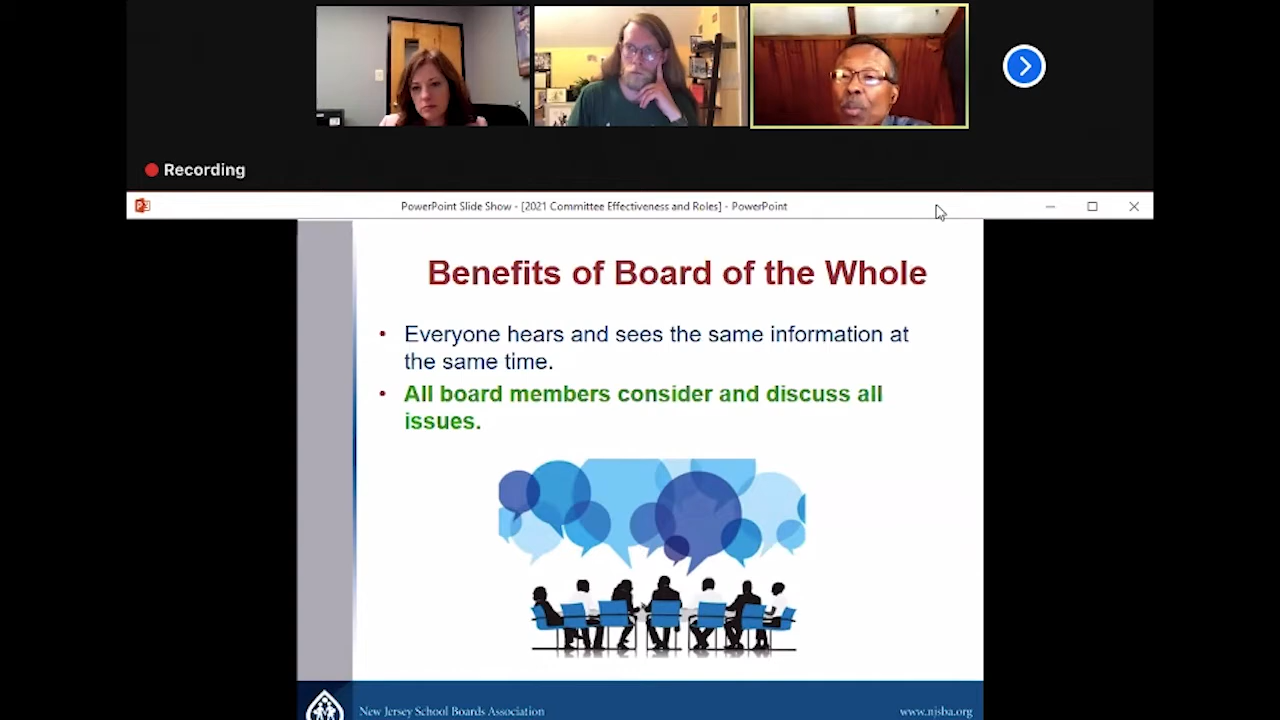 Recording
PowerPoint Slide Show - [2021 Committee Effectiveness and Roles] - PowerPoint
Benefits of Board of the Whole
• Everyone hears and sees the same information at
the same time.
• All board members consider and discuss all
issues.
New Jersey School Boards Association
www.njsba.org